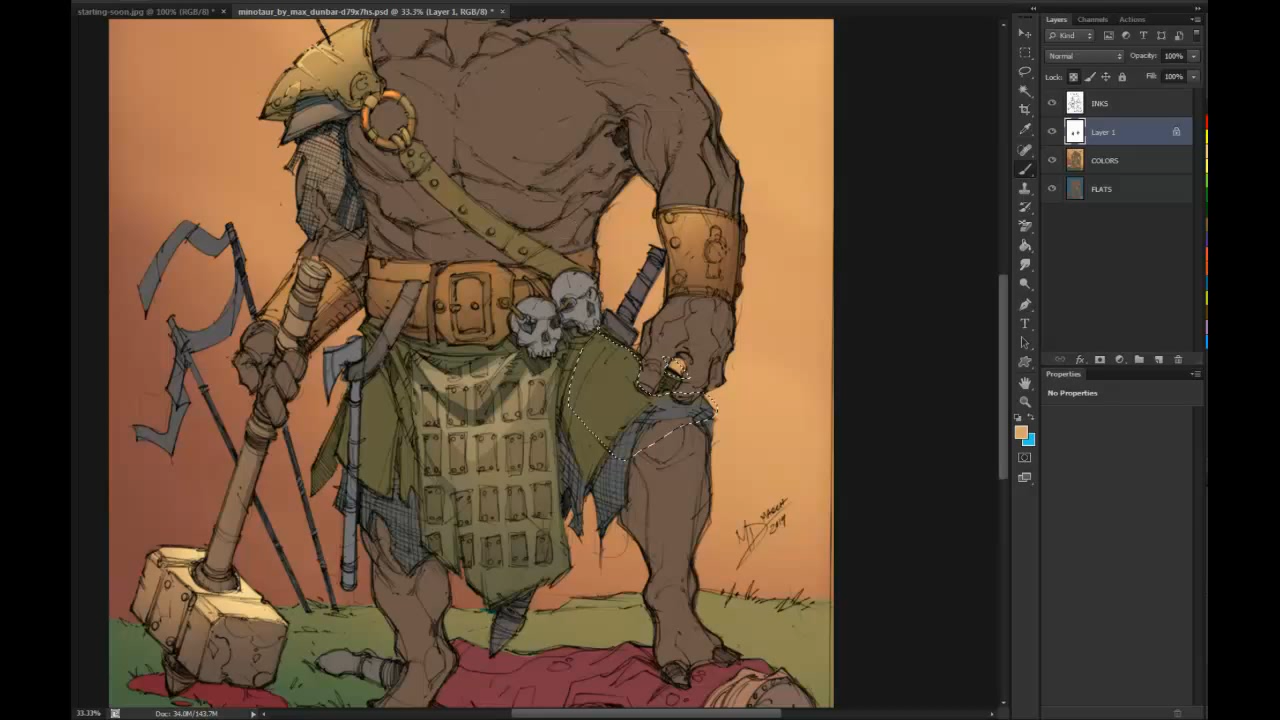 starting-soon.jpg @ 100% (RGB/8) * ×
minotaur_by_max_dunbar-d79x7hs.psd @ 33.3% (Layer 1, RGB/8) * ×
Layers Channels Actions
Kind
Normal Opacity: 100%
Lock: Fill: 100%
INKS
Layer 1
COLORS
FLATS
Properties
No Properties
MD
2014
33.33% Doc: 34.0M/143.7M